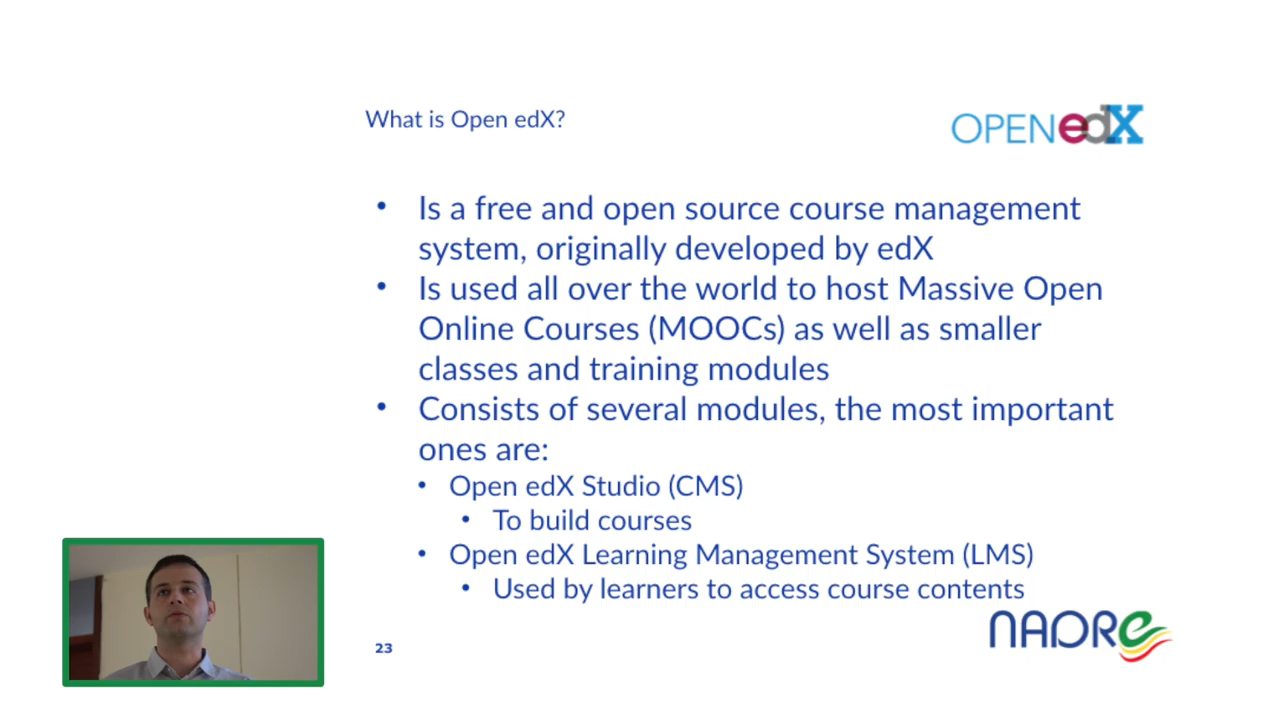 What is Open edX?
OPEN edX
• Is a free and open source course management
system, originally developed by edX
• Is used all over the world to host Massive Open
Online Courses (MOOCs) as well as smaller
classes and training modules
• Consists of several modules, the most important
ones are:
• Open edX Studio (CMS)
• To build courses
• Open edX Learning Management System (LMS)
• Used by learners to access course contents
NADRe
23